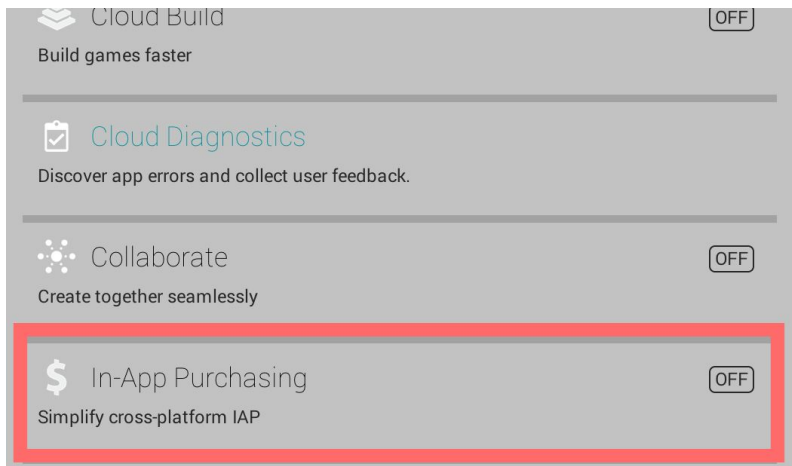 Cloud Build
OFF
Build games faster
Cloud Diagnostics
Discover app errors and collect user feedback.
Collaborate
OFF
Create together seamlessly
$ In-App Purchasing
OFF
Simplify cross-platform IAP